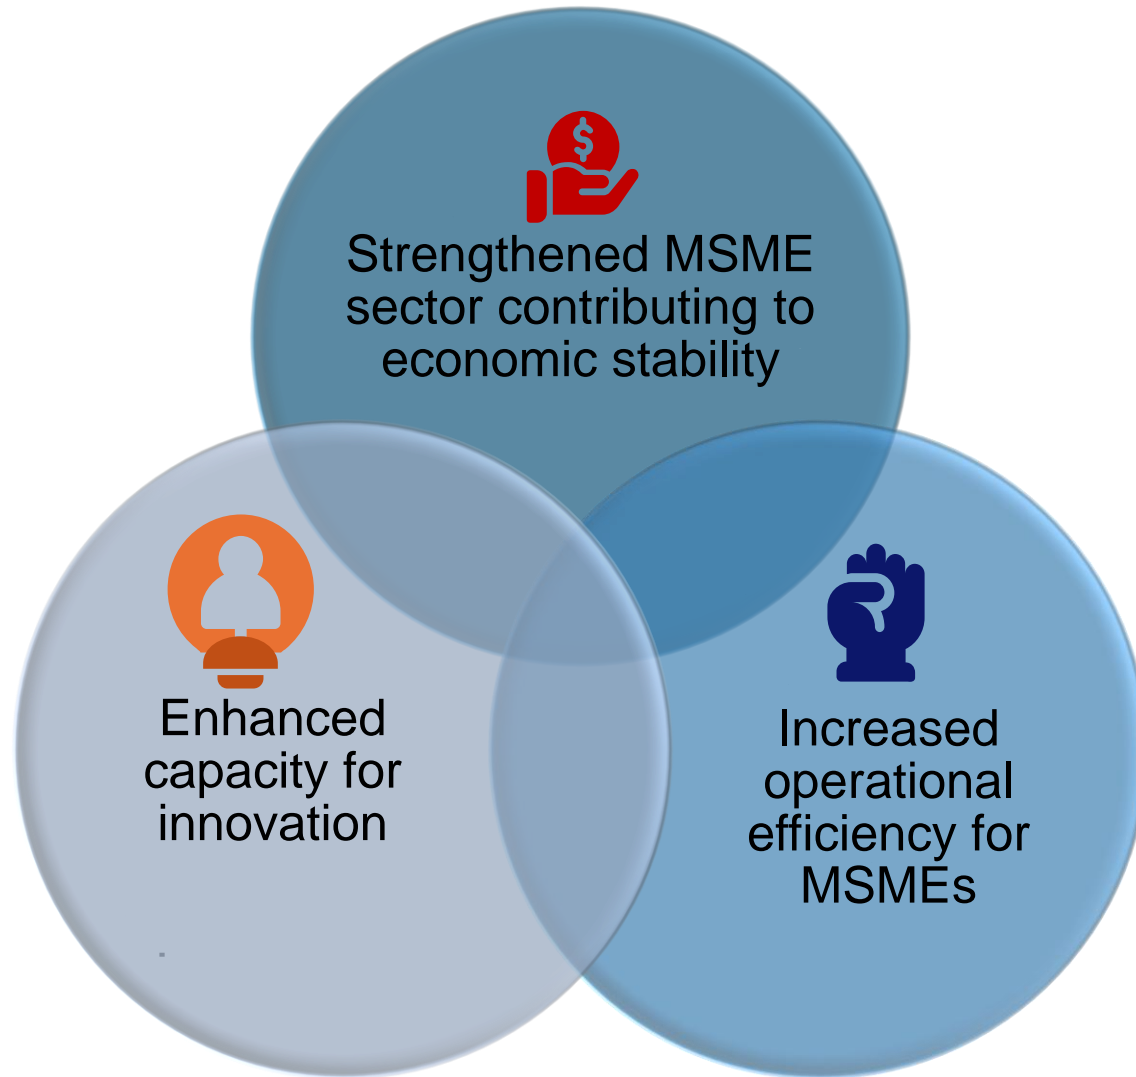 $
Strengthened MSME
sector contributing to
economic stability
Enhanced
capacity for
innovation
Increased
operational
efficiency for
MSMEs